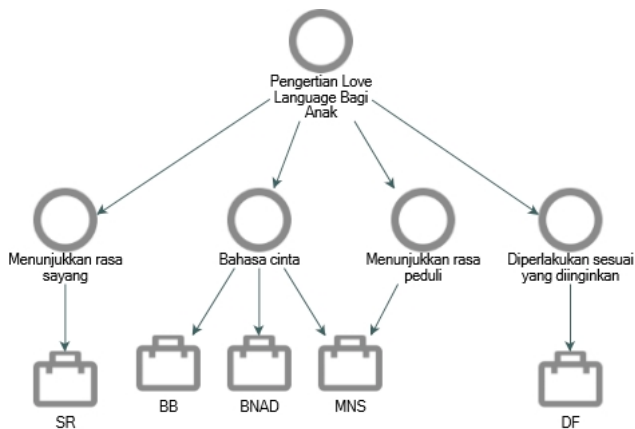 Pengertian Love
Language Bagi
Anak
Menunjukkan rasa
sayang
Bahasa cinta
Menunjukkan rasa
peduli
Diperlakukan sesuai
yang diinginkan
SR
BB
BNAD
MNS
DF